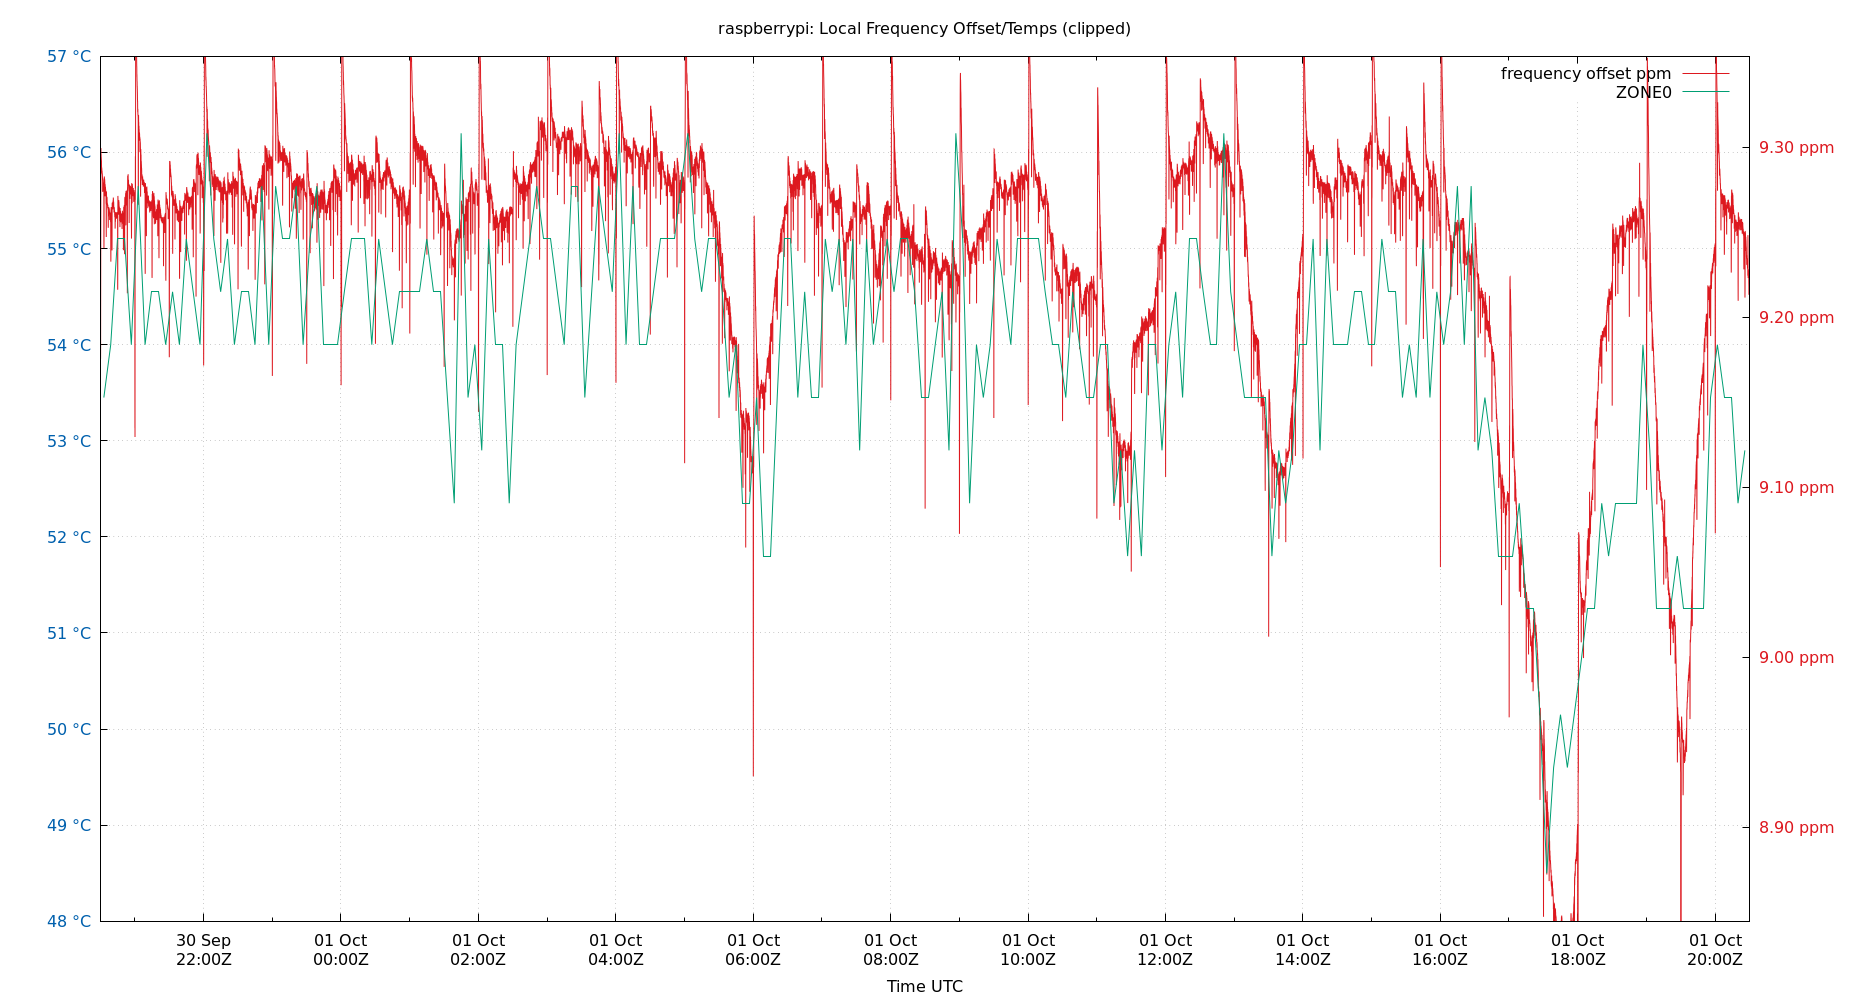 raspberrypi: Local Frequency Offset/Temps (clipped)
57 °C
56 °C
55 °C
54 °C
53 °C
52 °C
51 °C
50 °C
49 °C
48 °C
frequency offset ppm
ZONE0
9.30 ppm
9.20 ppm
9.10 ppm
9.00 ppm
8.90 ppm
30 Sep
22:00Z
01 Oct
00:00Z
01 Oct
02:00Z
01 Oct
04:00Z
01 Oct
06:00Z
01 Oct
08:00Z
01 Oct
10:00Z
01 Oct
12:00Z
01 Oct
14:00Z
01 Oct
16:00Z
01 Oct
18:00Z
01 Oct
20:00Z
Time UTC